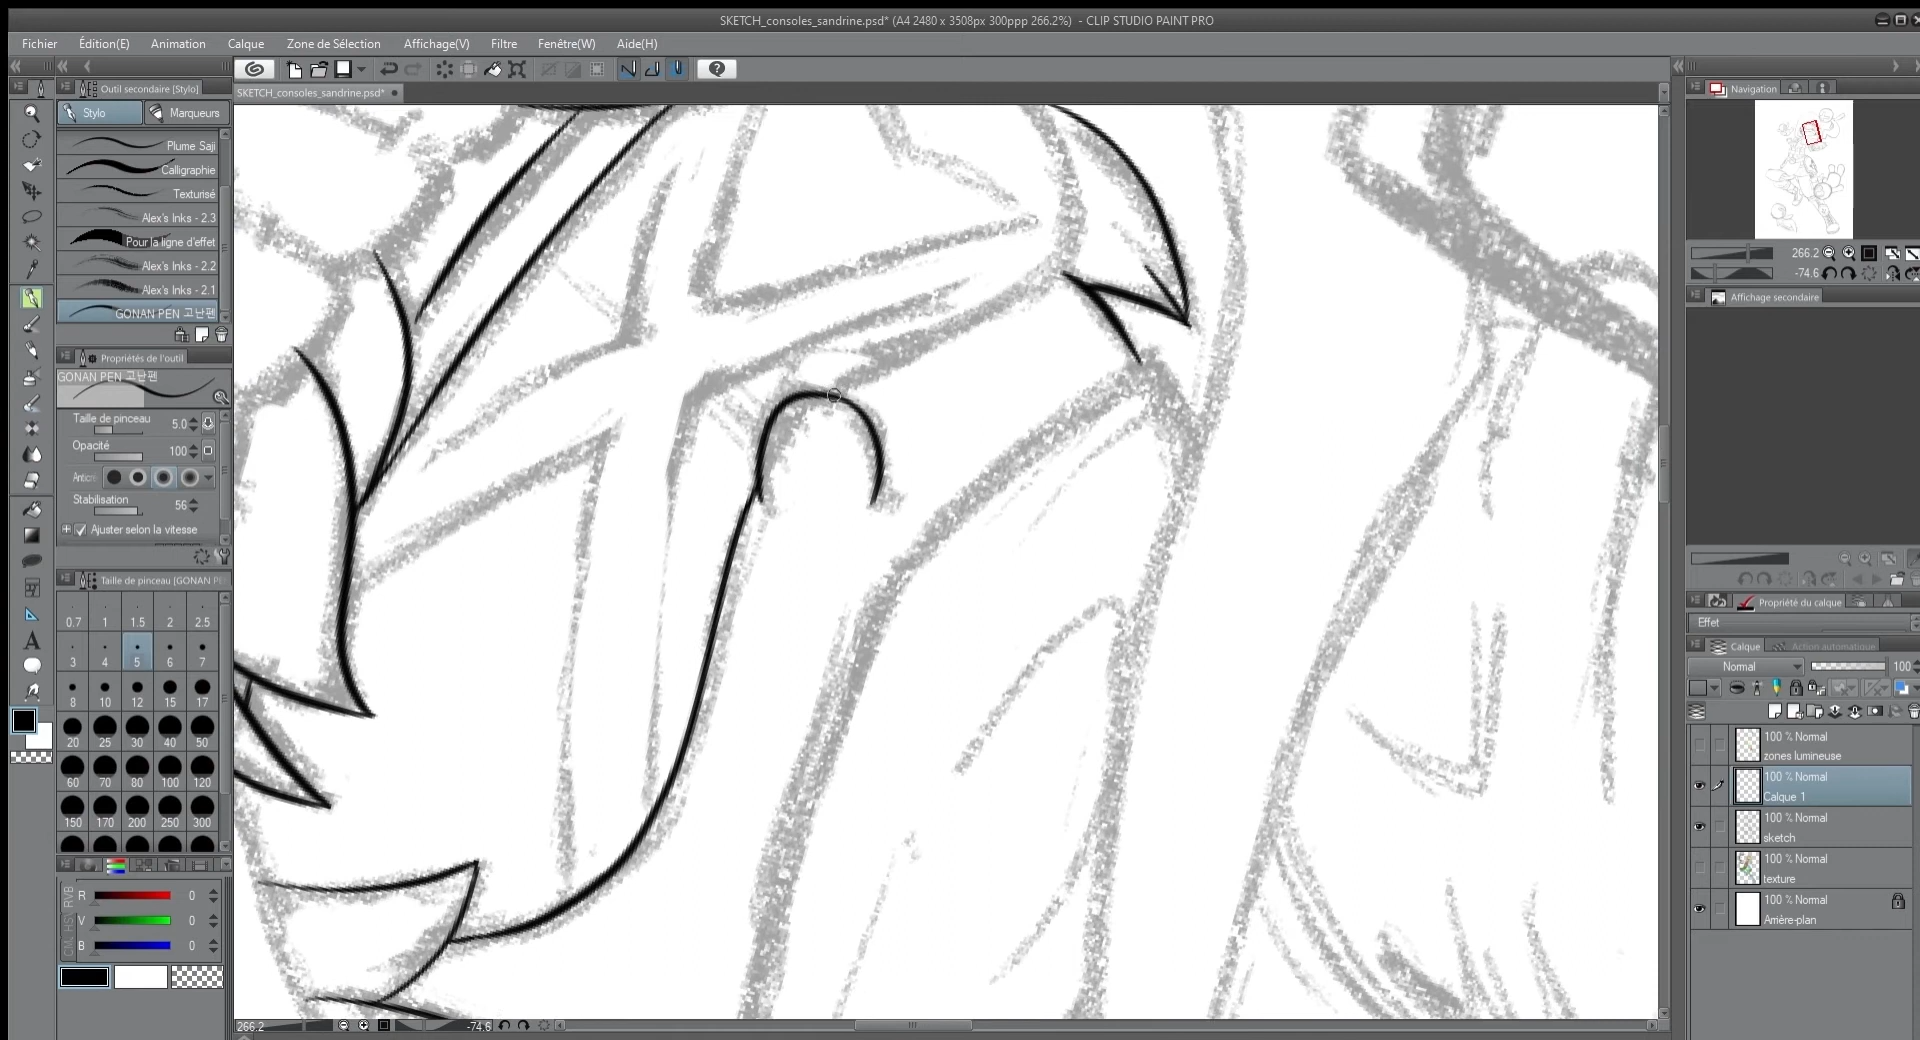 SKETCH_consoles_sandrine.psd* (A4 2480 x 3508px 300ppp 266.2%) - CLIP STUDIO PAINT PRO
Fichier Édition(E) Animation Calque Zone de Sélection Affichage(V) Filtre Fenêtre(W) Aide(H)
Outil secondaire [Stylo]
SKETCH_consoles_sandrine.psd*
Stylo Marqueurs
Plume Saji
Calligraphie
Texturisé
Alex's Inks - 2.3
Pour la ligne d'effet
Alex's Inks - 2.2
Alex's Inks - 2.1
GONAN PEN 고난펜
Propriétés de l'outil
GONAN PEN 고난펜
Taille de pinceau 5.0
Opacité 100
Anticré
Stabilisation 56
Ajuster selon la vitesse
Taille de pinceau [GONAN PE
0.7 1 1.5 2 2.5
3 4 5 6 7
8 10 12 15 17
20 25 30 40 50
60 70 80 100 120
150 170 200 250 300
RVB
R 0
V 0
B 0
266.2 -74.6
Navigation
266.2
-74.6
Affichage secondaire
Propriété du calque
Effet
Calque Action automatique
Normal 100
100 % Normal
zones lumineuse
100 % Normal
Calque 1
100 % Normal
sketch
100 % Normal
texture
100 % Normal
Arrière-plan